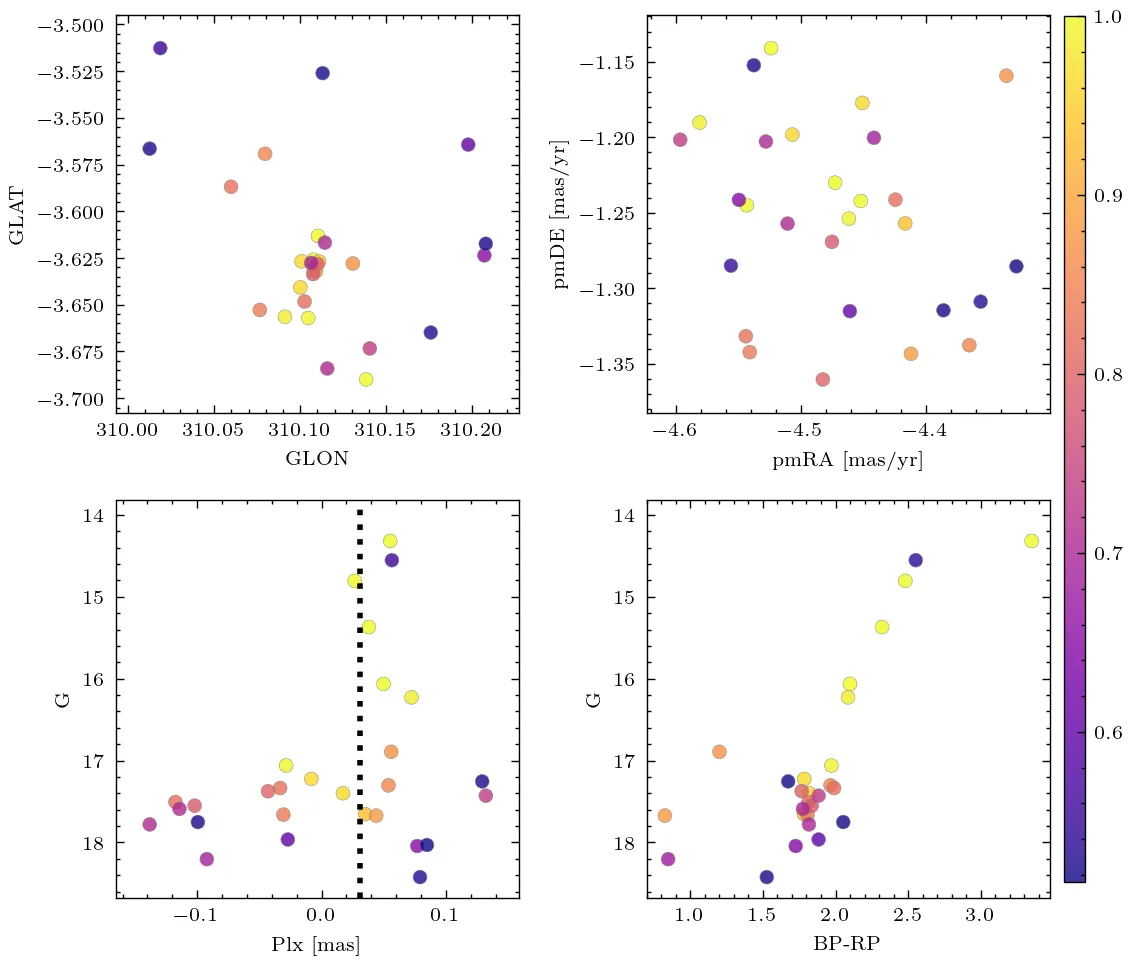 −3.500
−3.525
−3.550
−3.575
−3.600
−3.625
−3.650
−3.675
−3.700
GLAT
310.00 310.05 310.10 310.15 310.20
GLON
−1.15
−1.20
−1.25
−1.30
−1.35
pmDE [mas/yr]
−4.6 −4.5 −4.4
pmRA [mas/yr]
14
15
16
17
18
G
−0.1 0.0 0.1
Plx [mas]
14
15
16
17
18
G
1.0 1.5 2.0 2.5 3.0
BP-RP
1.0
0.9
0.8
0.7
0.6